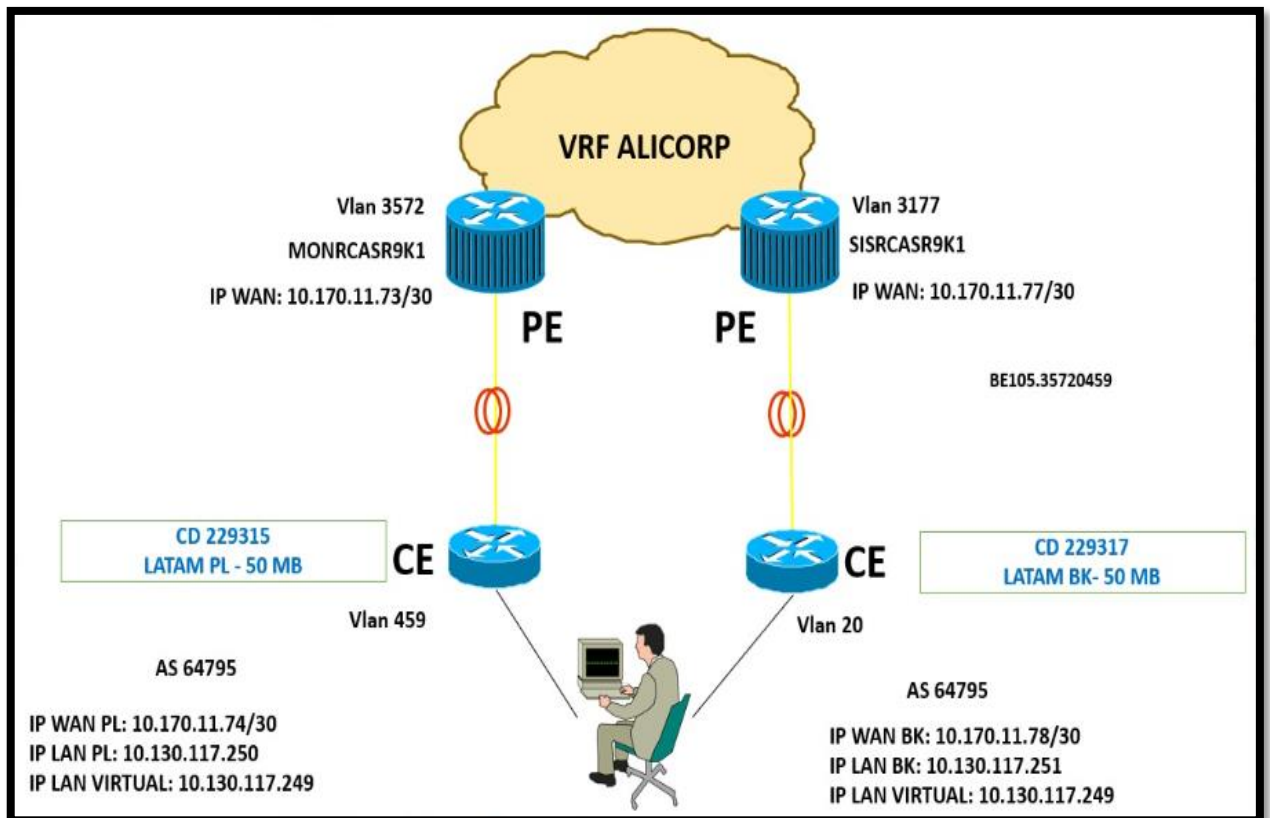 VRF ALICORP
Vlan 3572
MONRCASR9K1
IP WAN: 10.170.11.73/30
PE
Vlan 3177
SISRCASR9K1
IP WAN: 10.170.11.77/30
PE
BE105.35720459
CD 229315
LATAM PL - 50 MB
CE
Vlan 459
CE
CD 229317
LATAM BK- 50 MB
Vlan 20
AS 64795
IP WAN PL: 10.170.11.74/30
IP LAN PL: 10.130.117.250
IP LAN VIRTUAL: 10.130.117.249
AS 64795
IP WAN BK: 10.170.11.78/30
IP LAN BK: 10.130.117.251
IP LAN VIRTUAL: 10.130.117.249